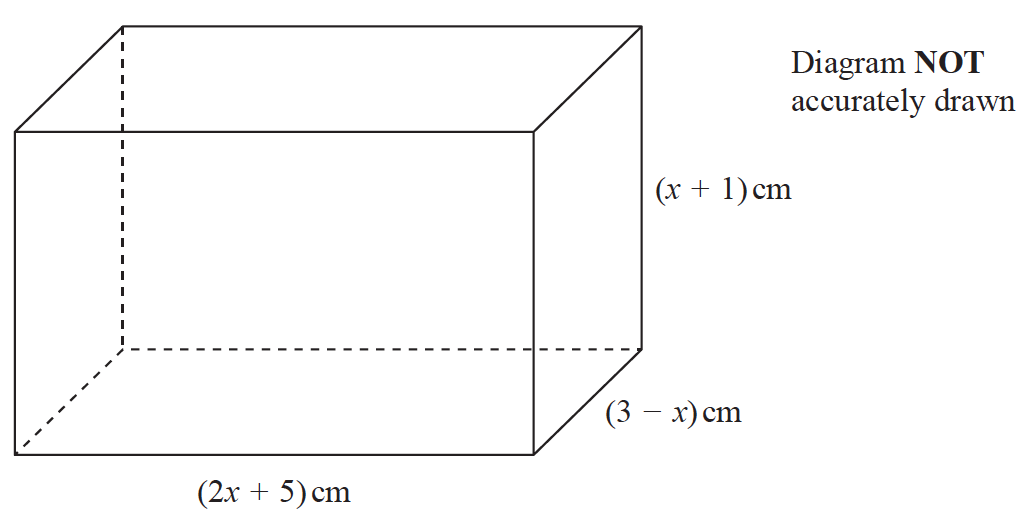 Diagram NOT
accurately drawn
(x + 1) cm
(3 − x) cm
(2x + 5) cm